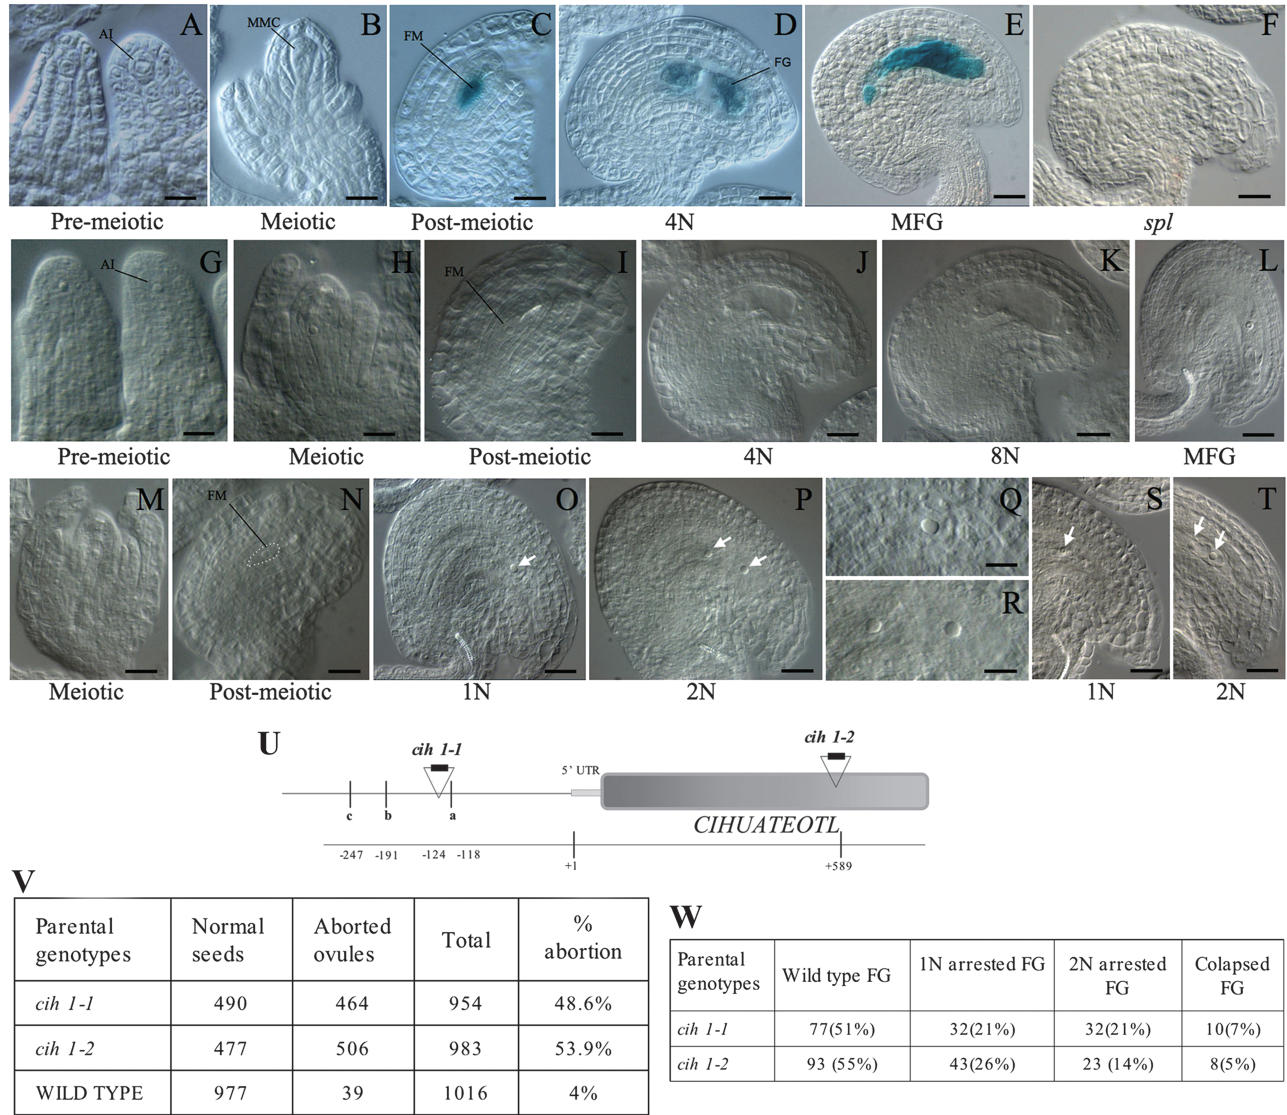 A
AI
B
MMC
C
FM
D
FG
E
F
Pre-meiotic
Meiotic
Post-meiotic
4N
MFG
spl
G
AI
H
I
FM
J
K
L
Pre-meiotic
Meiotic
Post-meiotic
4N
8N
MFG
M
N
FM
O
P
Q
R
S
T
Meiotic
Post-meiotic
1N
2N
1N
2N
U
cih 1-1
cih 1-2
5' UTR
c
b
a
CIHUATEOTL
-247
-191
-124
-118
+1
+589
V
Parental genotypes Normal seeds Aborted ovules Total % abortion
cih 1-1 490 464 954 48.6%
cih 1-2 477 506 983 53.9%
WILD TYPE 977 39 1016 4%
W
Parental genotypes Wild type FG 1N arrested FG 2N arrested FG Colapsed FG
cih 1-1 77(51%) 32(21%) 32(21%) 10(7%)
cih 1-2 93 (55%) 43(26%) 23 (14%) 8(5%)